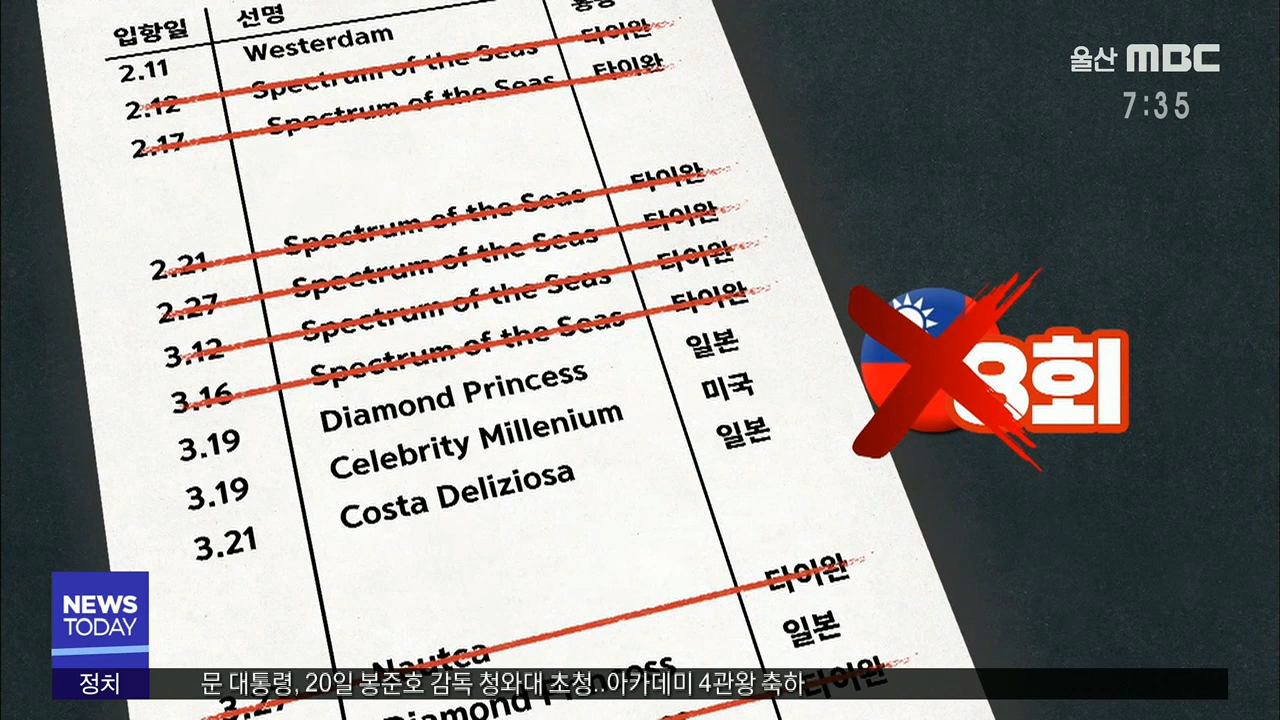 울산 MBC
7:35
입항일 선명
2.11 Westerdam
2.12 Spectrum of the Seas 타이완
2.17 Spectrum of the Seas 타이완
2.21 Spectrum of the Seas 타이완
2.27 Spectrum of the Seas 타이완
3.12 Spectrum of the Seas 타이완
3.16 Spectrum of the Seas 타이완
3.19 Diamond Princess 일본
3.19 Celebrity Millenium 미국
3.21 Costa Deliziosa 일본
8회
Nautca 타이완
3.27 Diamond Princess 일본
타이완
NEWS
TODAY
정치 문 대통령, 20일 봉준호 감독 청와대 초청..아카데미 4관왕 축하